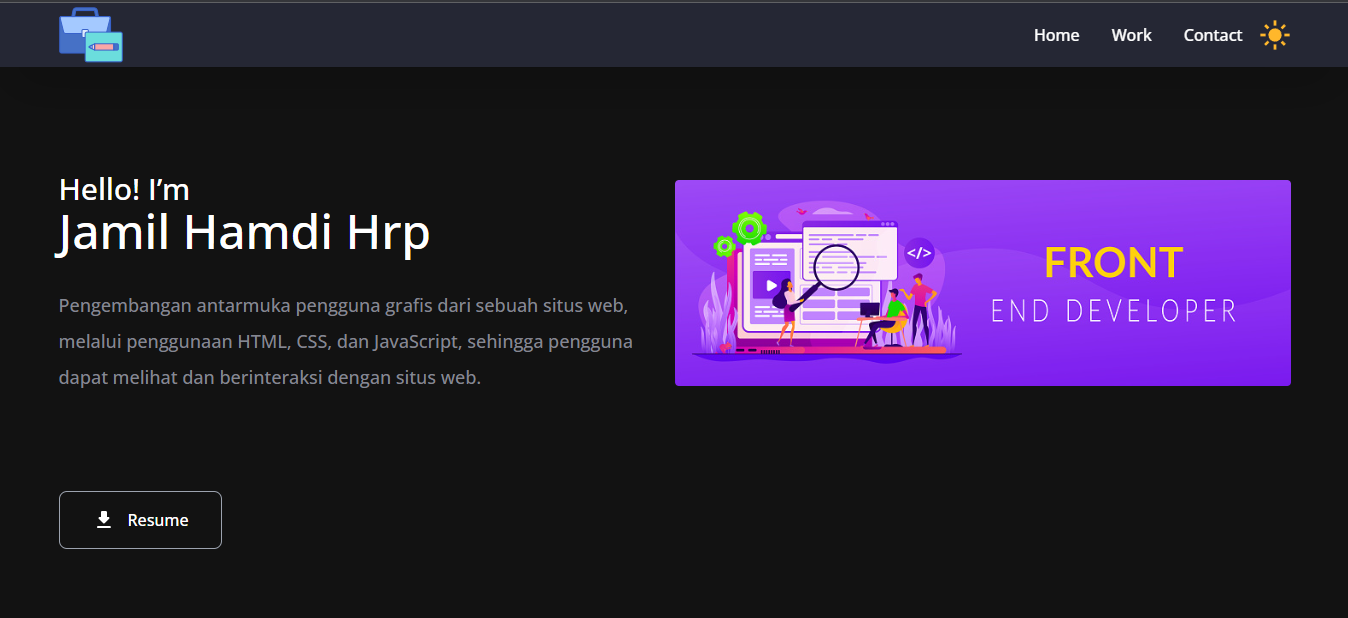 Home Work Contact
Hello! I’m
Jamil Hamdi Hrp
Pengembangan antarmuka pengguna grafis dari sebuah situs web,
melalui penggunaan HTML, CSS, dan JavaScript, sehingga pengguna
dapat melihat dan berinteraksi dengan situs web.
</>
FRONT
END DEVELOPER
Resume